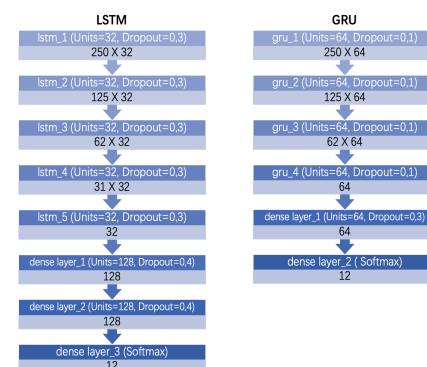 LSTM
lstm_1 (Units=32, Dropout=0,3)
250 X 32
lstm_2 (Units=32, Dropout=0,3)
125 X 32
lstm_3 (Units=32, Dropout=0,3)
62 X 32
lstm_4 (Units=32, Dropout=0,3)
31 X 32
lstm_5 (Units=32, Dropout=0,3)
32
dense layer_1 (Units=128, Dropout=0,4)
128
dense layer_2 (Units=128, Dropout=0,4)
128
dense layer_3 (Softmax)
12
GRU
gru_1 (Units=64, Dropout=0,1)
250 X 64
gru_2 (Units=64, Dropout=0,1)
125 X 64
gru_3 (Units=64, Dropout=0,1)
62 X 64
gru_4 (Units=64, Dropout=0,1)
64
dense layer_1 (Units=64, Dropout=0,3)
64
dense layer_2 ( Softmax)
12